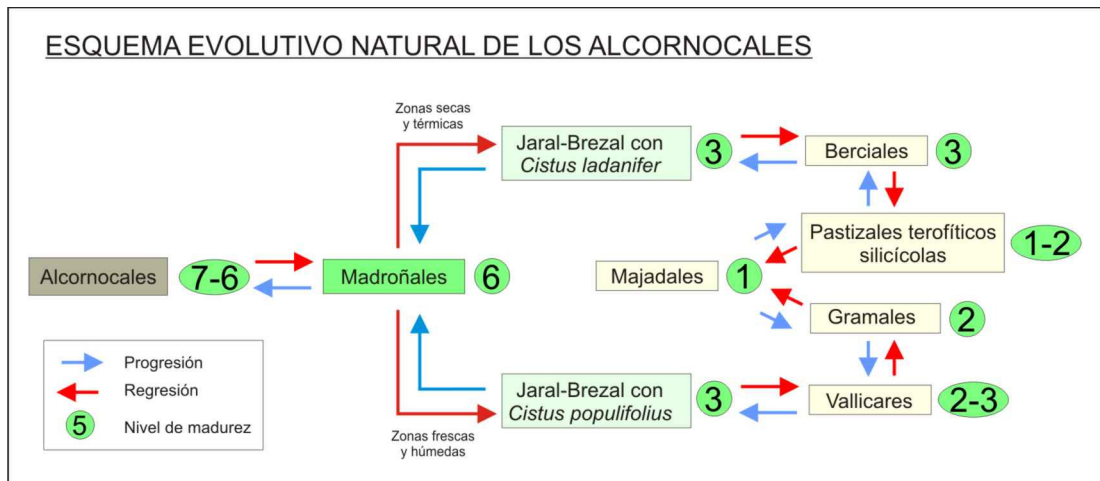 ESQUEMA EVOLUTIVO NATURAL DE LOS ALCORNOCALES
Zonas secas
y térmicas
Jaral-Brezal con
Cistus ladanifer
3
Berciales
3
Pastizales terofíticos
silicícolas
1-2
Alcornocales
7-6
Madroñales
6
Majadales
1
Gramales
2
Jaral-Brezal con
Cistus populifolius
3
Vallicares
2-3
Zonas frescas
y húmedas
Progresión
Regresión
5
Nivel de madurez